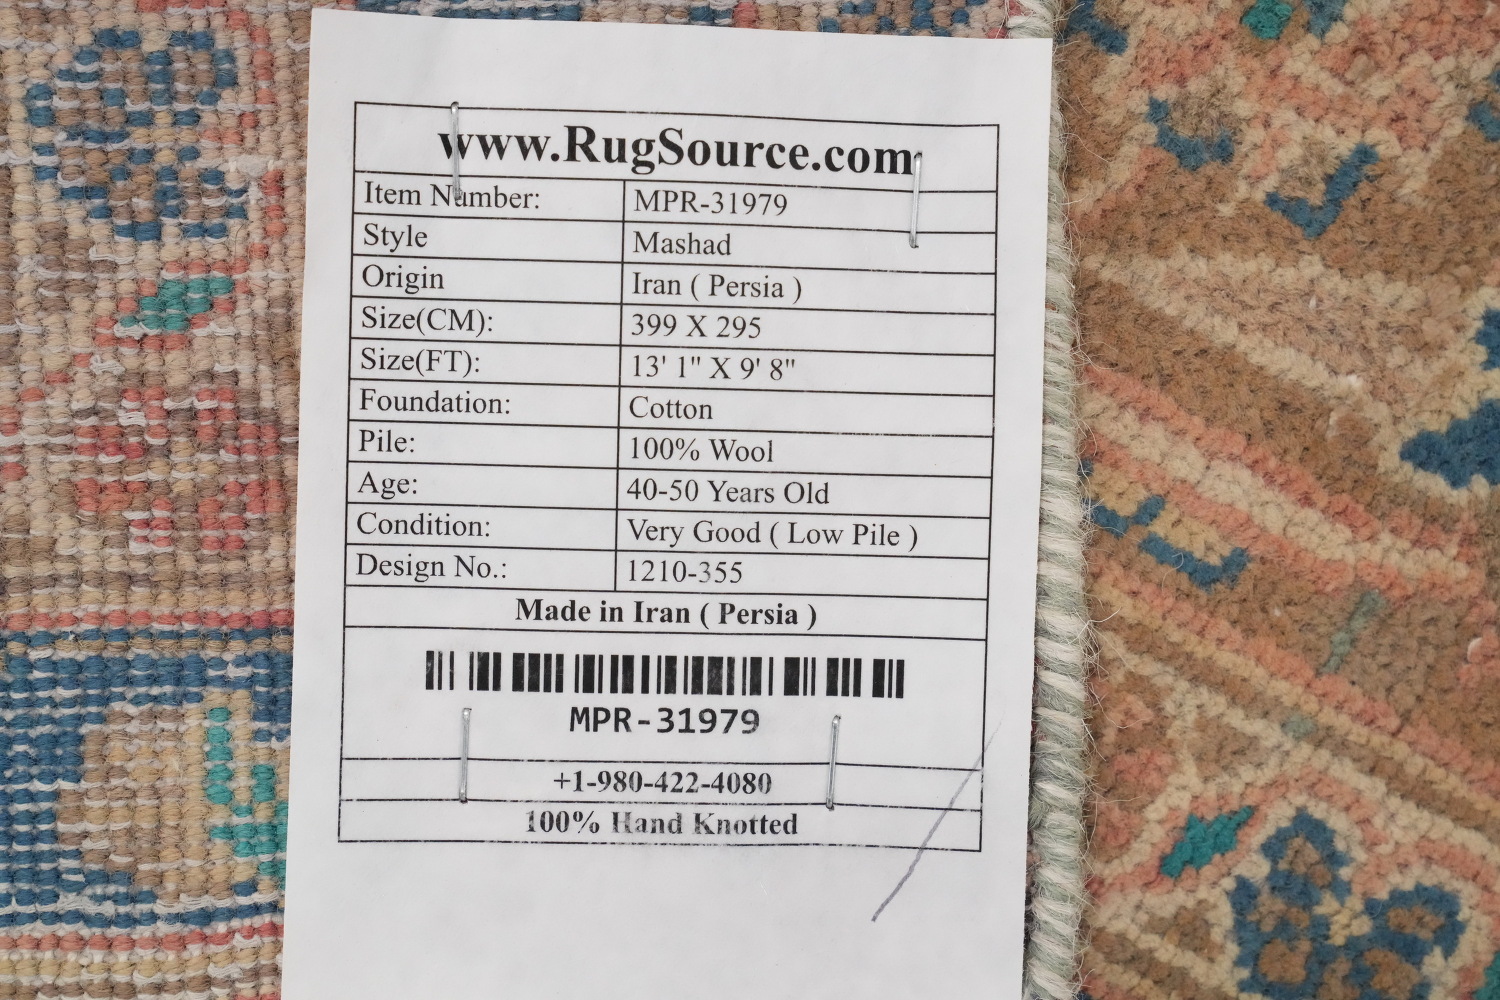 www.RugSource.com
Item Number: MPR-31979
Style Mashad
Origin Iran ( Persia )
Size(CM): 399 X 295
Size(FT): 13' 1" X 9' 8"
Foundation: Cotton
Pile: 100% Wool
Age: 40-50 Years Old
Condition: Very Good ( Low Pile )
Design No.: 1210-355
Made in Iran ( Persia )
MPR-31979
+1-980-422-4080
100% Hand Knotted